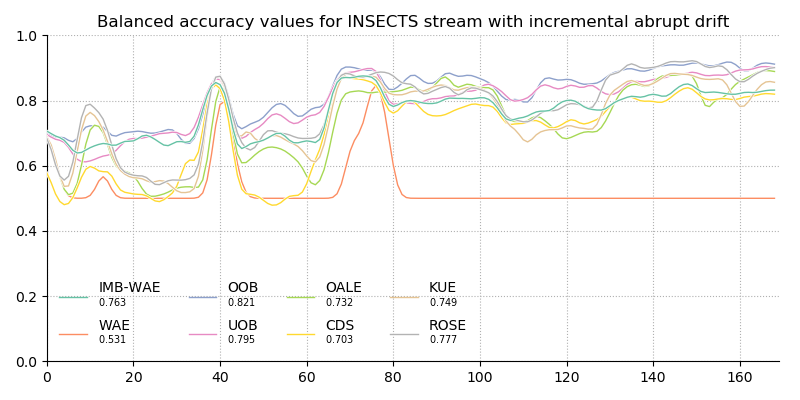 Balanced accuracy values for INSECTS stream with incremental abrupt drift
1.0
0.8
0.6
0.4
0.2
0.0
IMB-WAE OOB OALE KUE
0.763 0.821 0.732 0.749
WAE UOB CDS ROSE
0.531 0.795 0.703 0.777
0 20 40 60 80 100 120 140 160